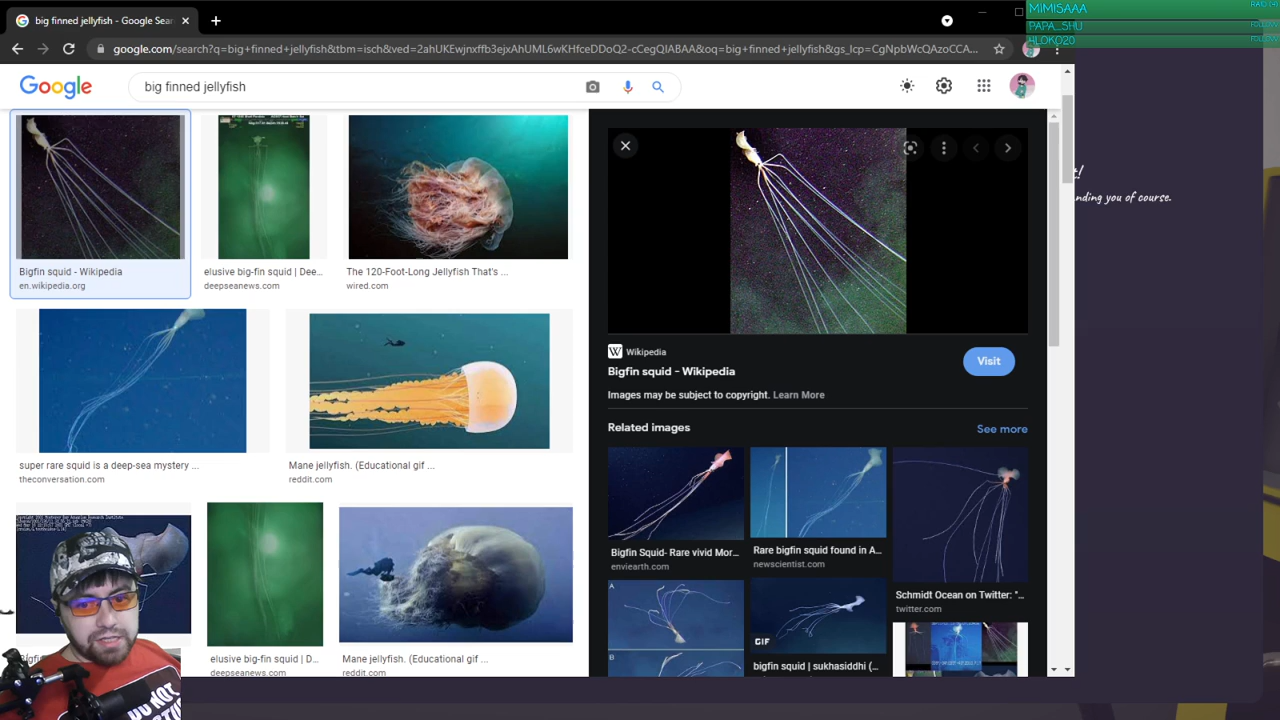 big finned jellyfish - Google Sear
google.com/search?q=big+finned+jellyfish&tbm=isch&ved=2ahUKEwjnxffb3ejxAhUML6wKHfceDDoQ2-cCegQIABAA&oq=big+finned+jellyfish&gs_lcp=CgNpbWcQAzoCCA...
MIMISAAA
RAID (4)
PAPA_SHU
4LOKO20
Google
big finned jellyfish
Bigfin squid - Wikipedia
en.wikipedia.org
elusive big-fin squid | Dee...
deepseanews.com
The 120-Foot-Long Jellyfish That's ...
wired.com
super rare squid is a deep-sea mystery ...
theconversation.com
Mane jellyfish. (Educational gif ...
reddit.com
elusive big-fin squid | D...
deepseanews.com
Mane jellyfish. (Educational gif ...
reddit.com
Wikipedia
Bigfin squid - Wikipedia
Visit
Images may be subject to copyright. Learn More
Related images
See more
Bigfin Squid- Rare vivid Mor...
enviearth.com
Rare bigfin squid found in A...
newscientist.com
Schmidt Ocean on Twitter: "...
twitter.com
A
B
GIF
bigfin squid | sukhasiddhi (...
nding you of course.
DO NOT